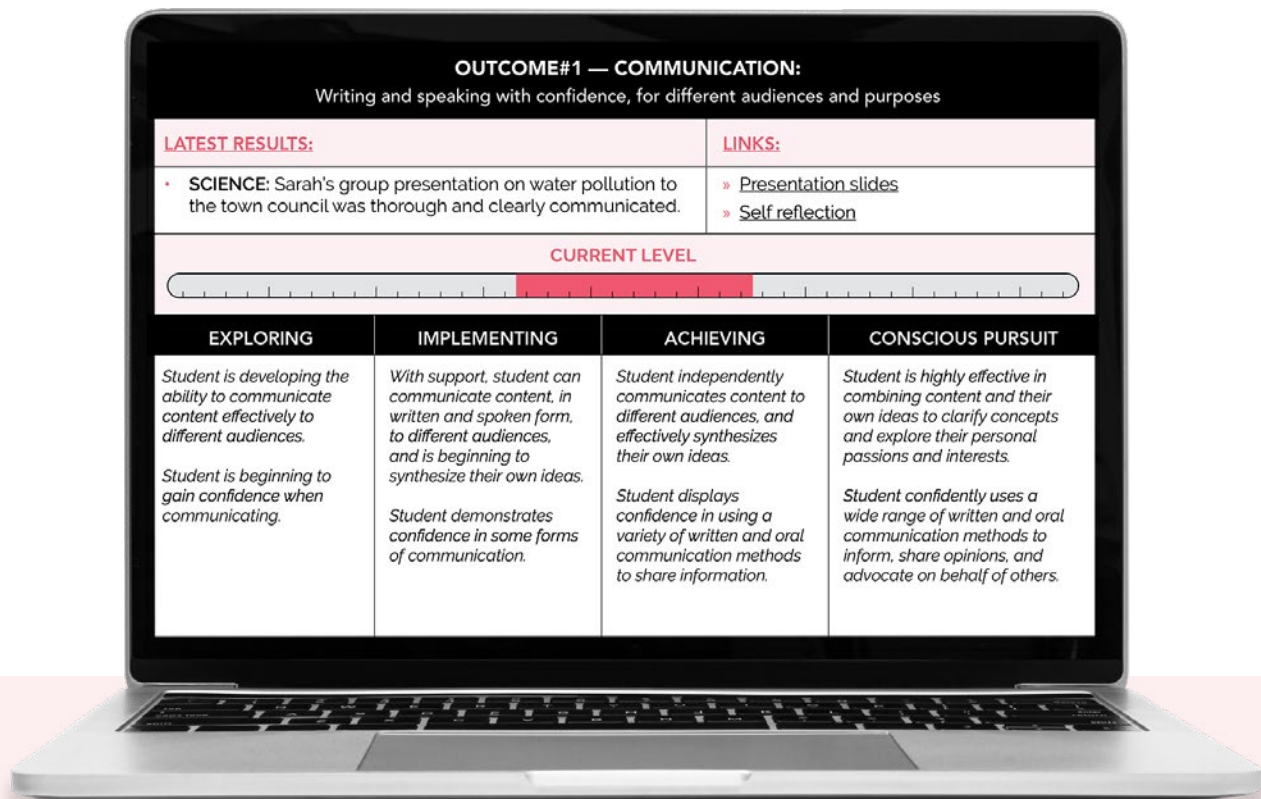 OUTCOME#1 — COMMUNICATION:
Writing and speaking with confidence, for different audiences and purposes
LATEST RESULTS:
• SCIENCE: Sarah's group presentation on water pollution to
the town council was thorough and clearly communicated.
LINKS:
» Presentation slides
» Self reflection
CURRENT LEVEL
EXPLORING
Student is developing the
ability to communicate
content effectively to
different audiences.
Student is beginning to
gain confidence when
communicating.
IMPLEMENTING
With support, student can
communicate content, in
written and spoken form,
to different audiences,
and is beginning to
synthesize their own ideas.
Student demonstrates
confidence in some forms
of communication.
ACHIEVING
Student independently
communicates content to
different audiences, and
effectively synthesizes
their own ideas.
Student displays
confidence in using a
variety of written and oral
communication methods
to share information.
CONSCIOUS PURSUIT
Student is highly effective in
combining content and their
own ideas to clarify concepts
and explore their personal
passions and interests.
Student confidently uses a
wide range of written and oral
communication methods to
inform, share opinions, and
advocate on behalf of others.